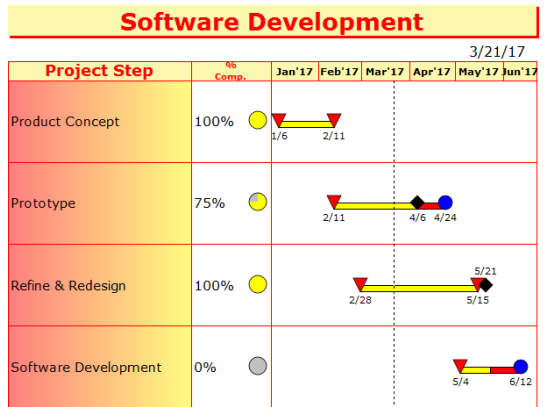 Software Development
3/21/17
Project Step % Comp. Jan'17 Feb'17 Mar'17 Apr'17 May'17 Jun'17
Product Concept 100% 1/6 2/11
Prototype 75% 2/11 4/6 4/24
Refine & Redesign 100% 2/28 5/15 5/21
Software Development 0% 5/4 6/12